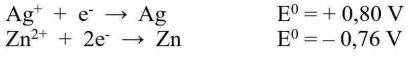 Ag⁺ + e⁻ → Ag E⁰ = + 0,80 V
Zn²⁺ + 2e⁻ → Zn E⁰ = – 0,76 V